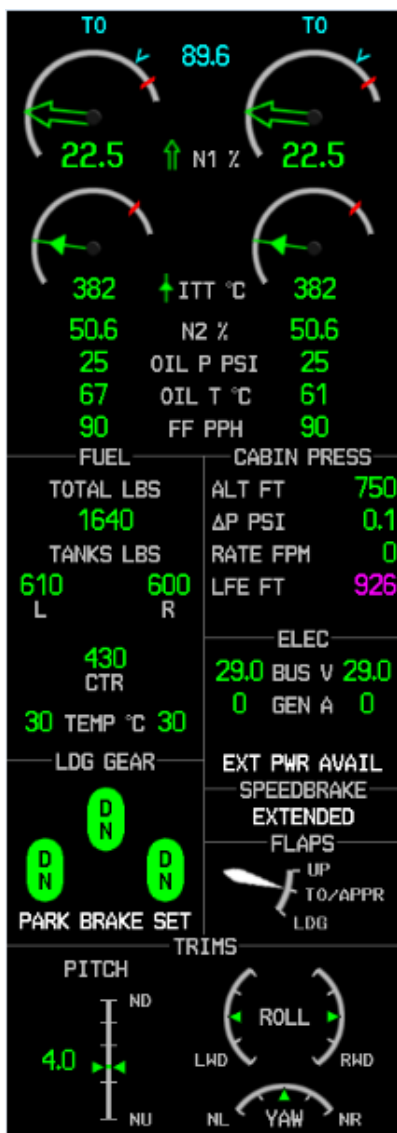 TO TO
89.6
22.5 N1 % 22.5
382 ITT °C 382
50.6 N2 % 50.6
25 OIL P PSI 25
67 OIL T °C 61
90 FF PPH 90
FUEL
TOTAL LBS
1640
TANKS LBS
610 600
L R
430
CTR
30 TEMP °C 30
CABIN PRESS
ALT FT 750
ΔP PSI 0.1
RATE FPM 0
LFE FT 926
ELEC
29.0 BUS V 29.0
0 GEN A 0
EXT PWR AVAIL
SPEEDBRAKE
EXTENDED
LDG GEAR
DN
DN DN
PARK BRAKE SET
FLAPS
UP
TO/APPR
LDG
TRIMS
PITCH
ND
4.0
NU
ROLL
LWD RWD
NL YAW NR